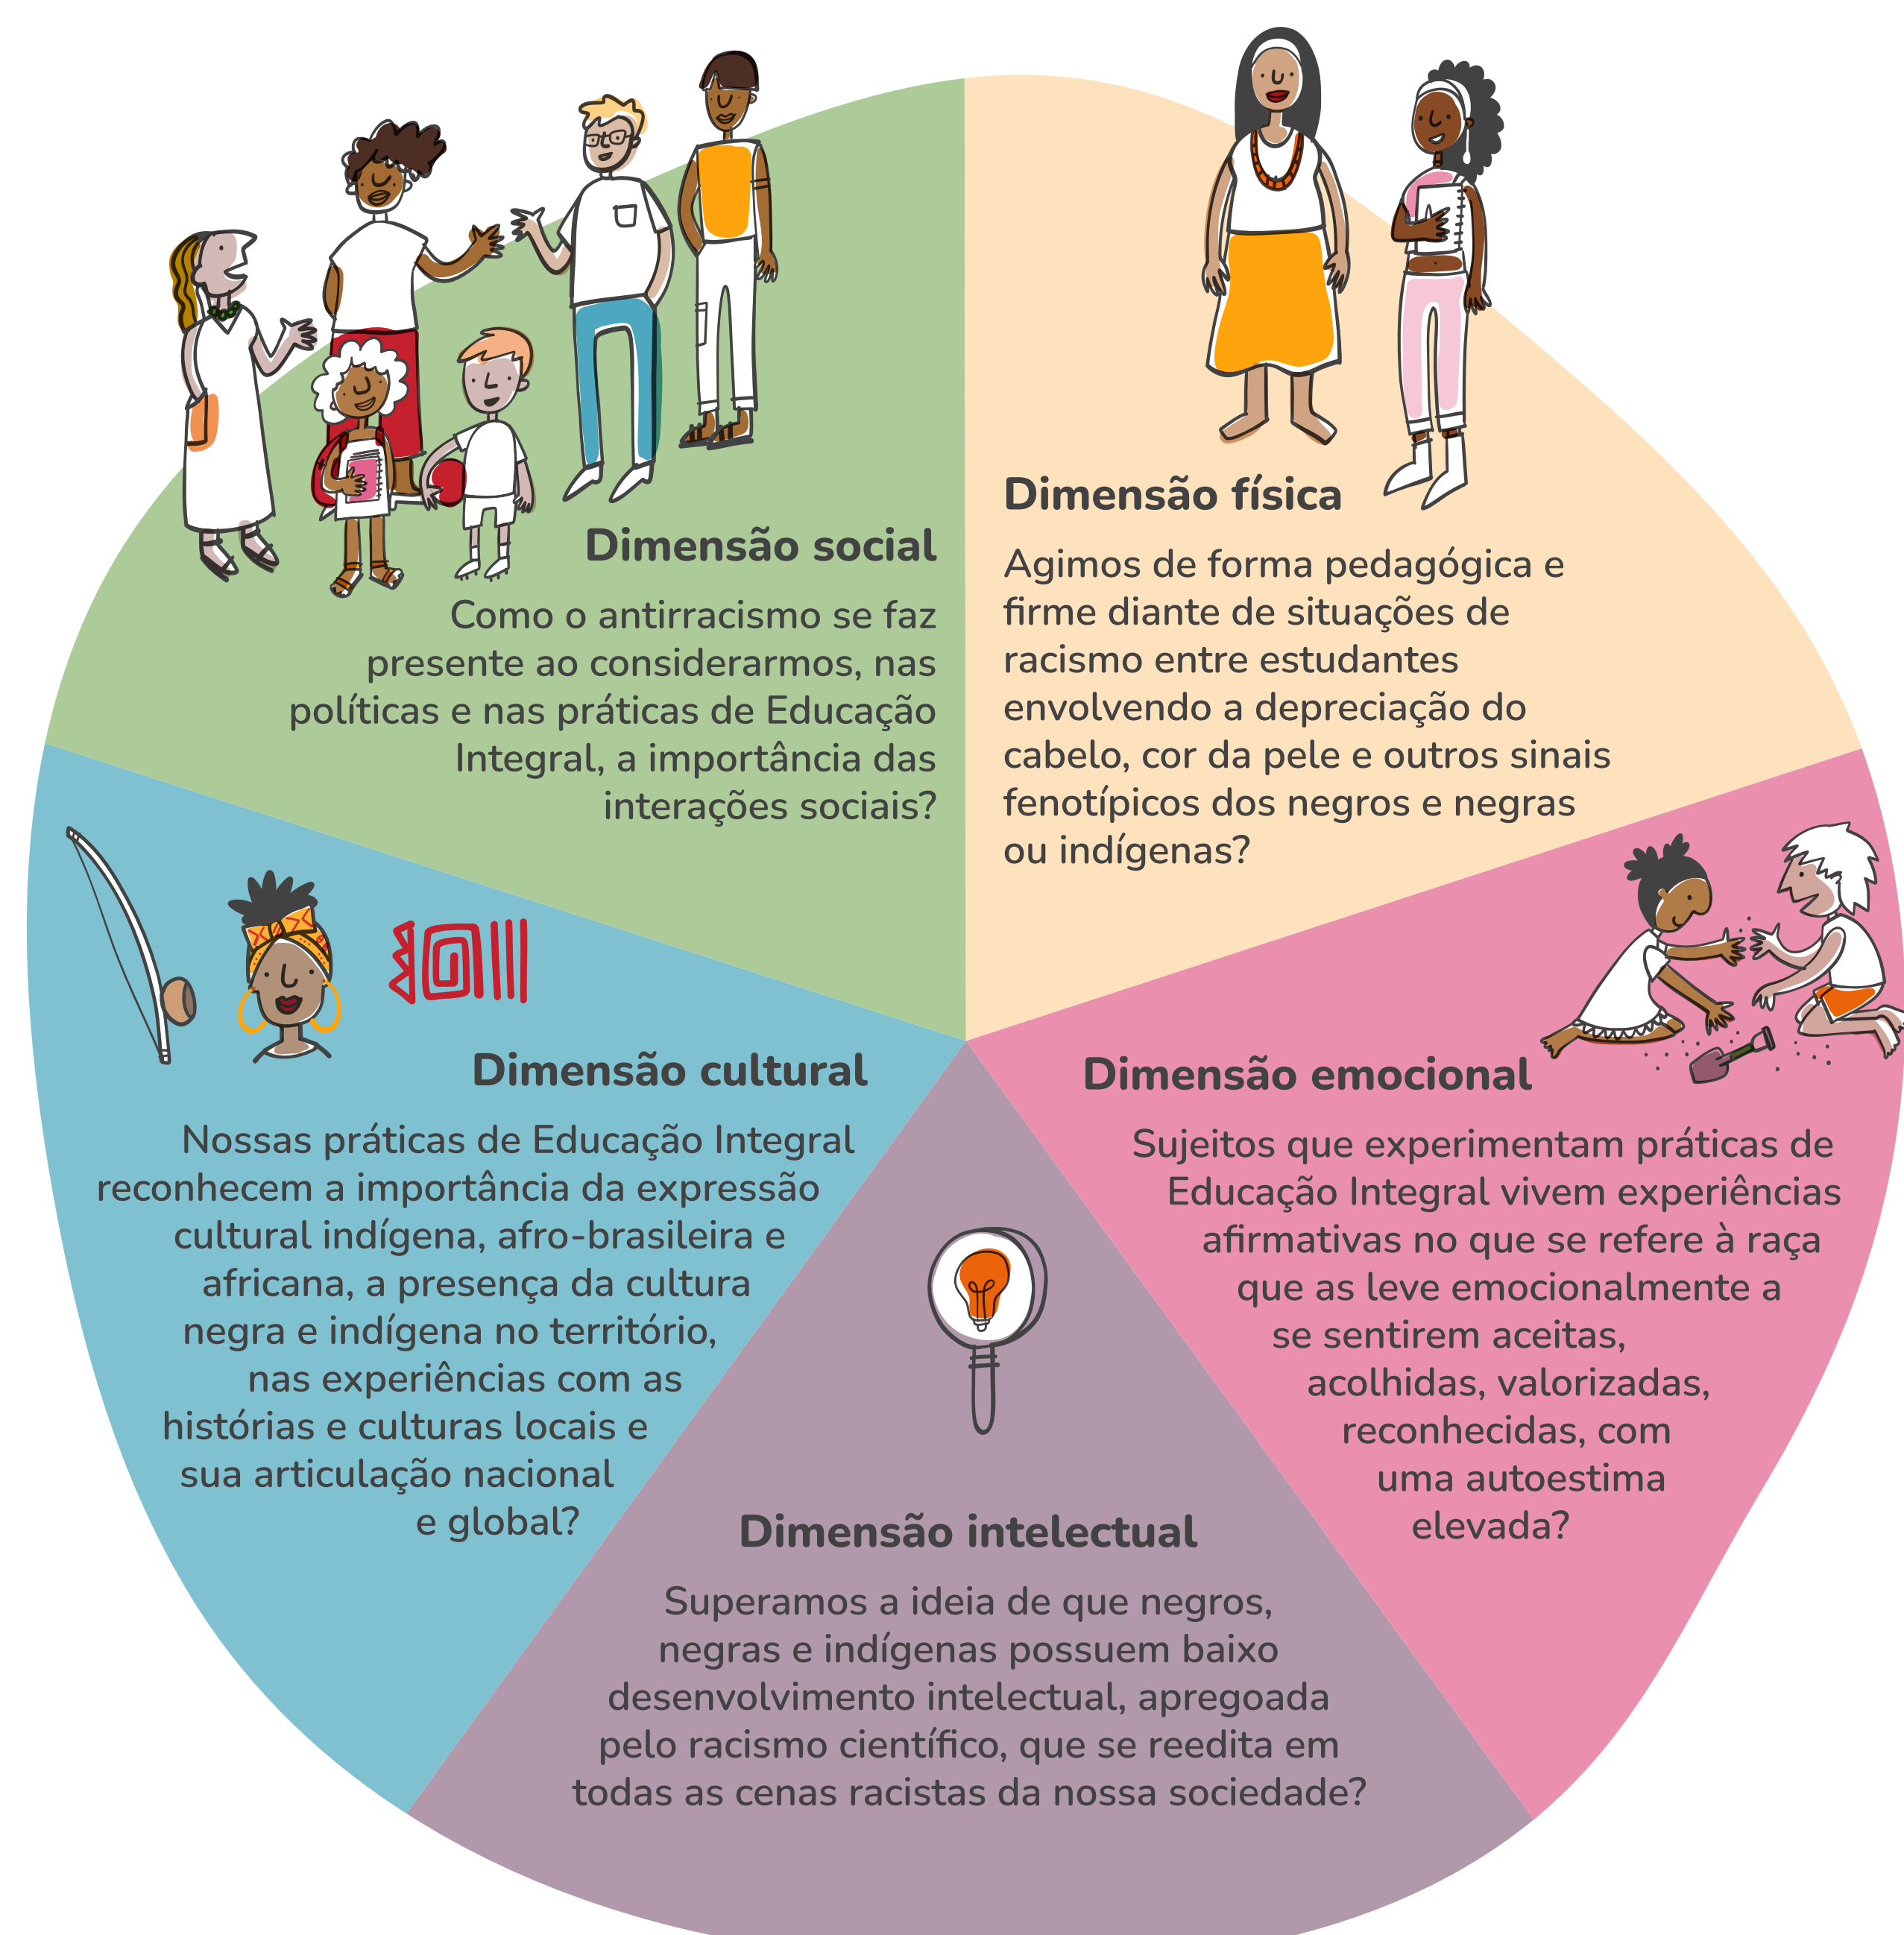 Dimensão social
Como o antirracismo se faz
presente ao considerarmos, nas
políticas e nas práticas de Educação
Integral, a importância das
interações sociais?
Dimensão física
Agimos de forma pedagógica e
firme diante de situações de
racismo entre estudantes
envolvendo a depreciação do
cabelo, cor da pele e outros sinais
fenotípicos dos negros e negras
ou indígenas?
Dimensão cultural
Nossas práticas de Educação Integral
reconhecem a importância da expressão
cultural indígena, afro-brasileira e
africana, a presença da cultura
negra e indígena no território,
nas experiências com as
histórias e culturas locais e
sua articulação nacional
e global?
Dimensão emocional
Sujeitos que experimentam práticas de
Educação Integral vivem experiências
afirmativas no que se refere à raça
que as leve emocionalmente a
se sentirem aceitas,
acolhidas, valorizadas,
reconhecidas, com
uma autoestima
elevada?
Dimensão intelectual
Superamos a ideia de que negros,
negras e indígenas possuem baixo
desenvolvimento intelectual, apregoada
pelo racismo científico, que se reedita em
todas as cenas racistas da nossa sociedade?